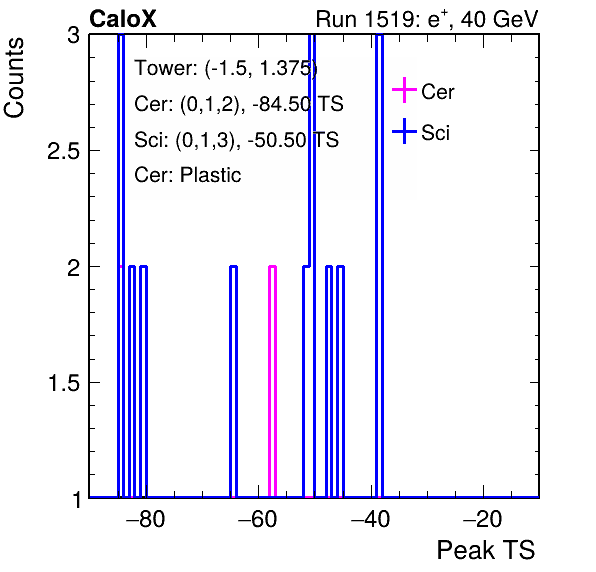 CaloX Run 1519: e+, 40 GeV
Counts
3
2.5
2
1.5
1
Tower: (-1.5, 1.375)
Cer: (0,1,2), -84.50 TS
Sci: (0,1,3), -50.50 TS
Cer: Plastic
Cer
Sci
−80 −60 −40 −20
Peak TS